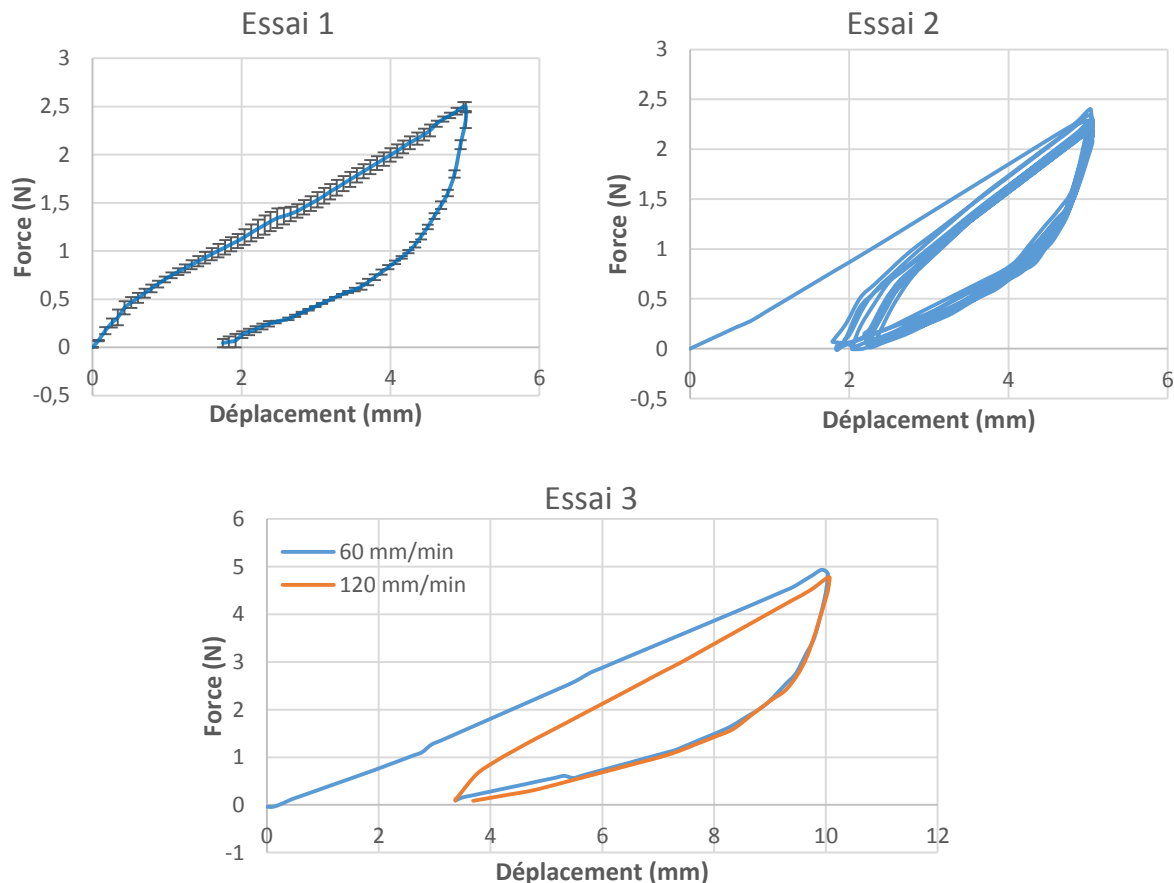 Essai 1
3
2,5
2
1,5
1
0,5
0
-0,5
0 2 4 6
Force (N)
Déplacement (mm)
Essai 2
3
2,5
2
1,5
1
0,5
0
-0,5
0 2 4 6
Force (N)
Déplacement (mm)
Essai 3
6
5
4
3
2
1
0
-1
0 2 4 6 8 10 12
60 mm/min
120 mm/min
Force (N)
Déplacement (mm)